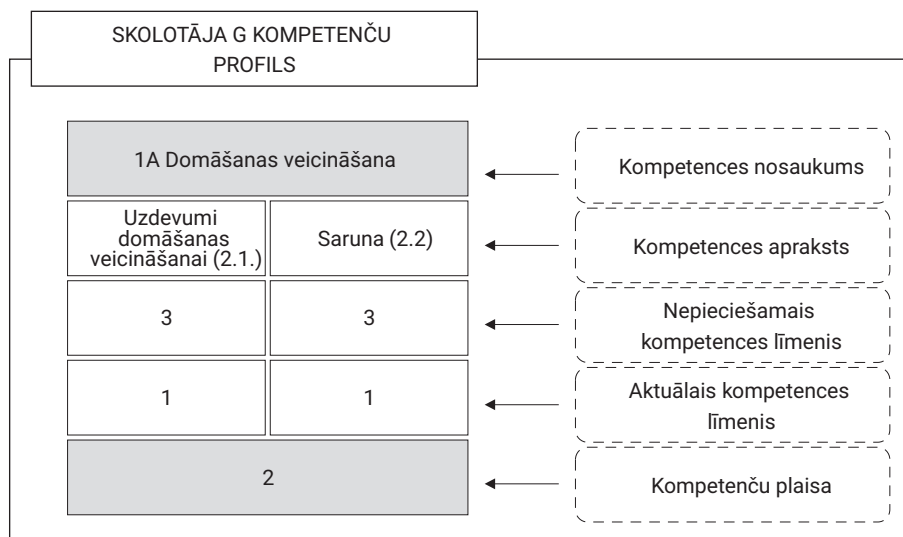 SKOLOTĀJA G KOMPETENČU
PROFILS
1A Domāšanas veicināšana
Kompetences nosaukums
Uzdevumi
domāšanas
veicināšanai (2.1.)
Saruna (2.2)
Kompetences apraksts
3
3
Nepieciešamais
kompetences līmenis
1
1
Aktuālais kompetences
līmenis
2
Kompetenču plaisa